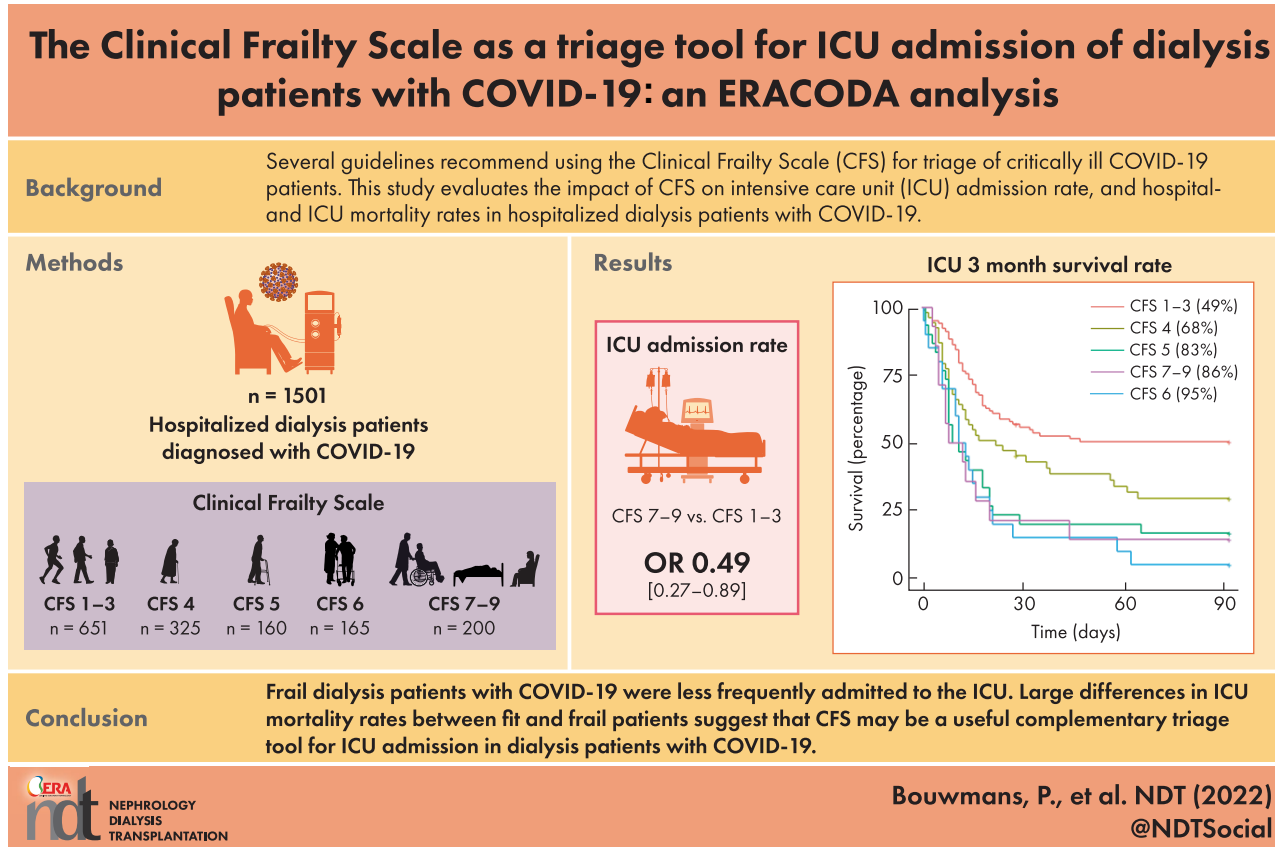 The Clinical Frailty Scale as a triage tool for ICU admission of dialysis
patients with COVID-19: an ERACODA analysis
Background
Several guidelines recommend using the Clinical Frailty Scale (CFS) for triage of critically ill COVID-19
patients. This study evaluates the impact of CFS on intensive care unit (ICU) admission rate, and hospital-
and ICU mortality rates in hospitalized dialysis patients with COVID-19.
Methods
n = 1501
Hospitalized dialysis patients
diagnosed with COVID-19
Clinical Frailty Scale
CFS 1–3 CFS 4 CFS 5 CFS 6 CFS 7–9
n = 651 n = 325 n = 160 n = 165 n = 200
Results
ICU admission rate
CFS 7–9 vs. CFS 1–3
OR 0.49
[0.27–0.89]
ICU 3 month survival rate
CFS 1–3 (49%)
CFS 4 (68%)
CFS 5 (83%)
CFS 7–9 (86%)
CFS 6 (95%)
Survival (percentage)
100
75
50
25
0
0 30 60 90
Time (days)
Conclusion
Frail dialysis patients with COVID-19 were less frequently admitted to the ICU. Large differences in ICU
mortality rates between fit and frail patients suggest that CFS may be a useful complementary triage
tool for ICU admission in dialysis patients with COVID-19.
ERA
ndt
NEPHROLOGY
DIALYSIS
TRANSPLANTATION
Bouwmans, P., et al. NDT (2022)
@NDTSocial